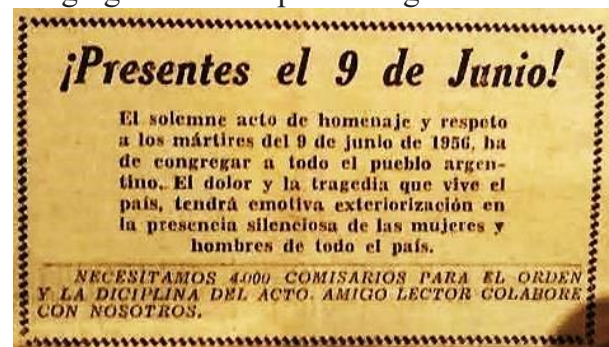 ¡Presentes el 9 de Junio!
El solemne acto de homenaje y respeto
a los mártires del 9 de junio de 1956, ha
de congregar a todo el pueblo argen-
tino. El dolor y la tragedia que vive el
país, tendrá emotiva exteriorización en
la presencia silenciosa de las mujeres y
hombres de todo el país.
NECESITAMOS 4.000 COMISARIOS PARA EL ORDEN
Y LA DICIPLINA DEL ACTO. AMIGO LECTOR COLABORE
CON NOSOTROS.